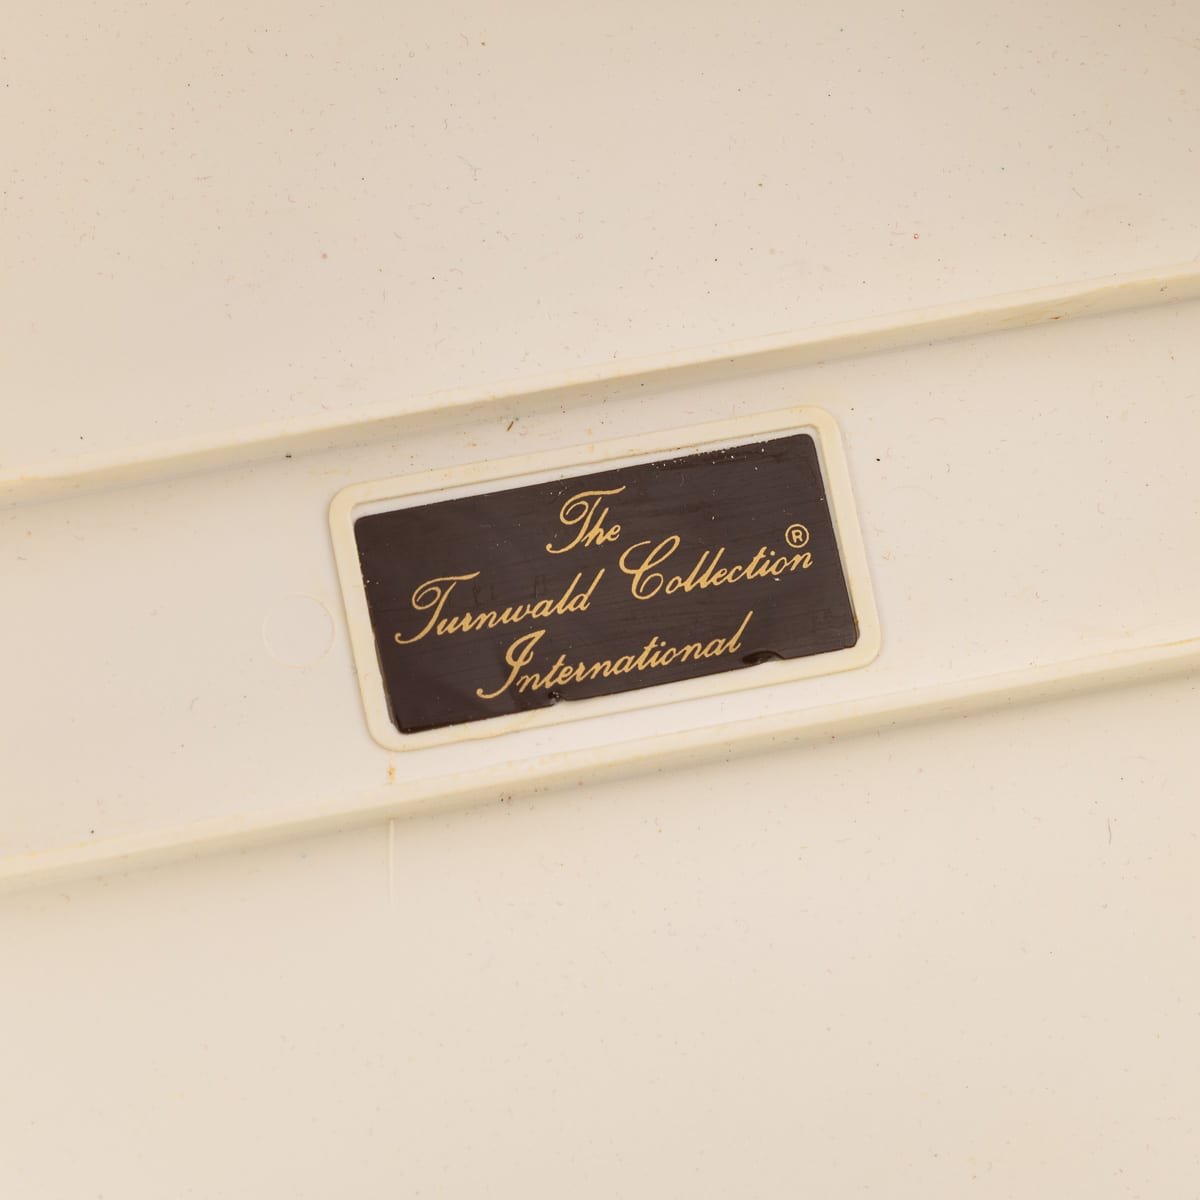 The
Turnwald Collection®
International